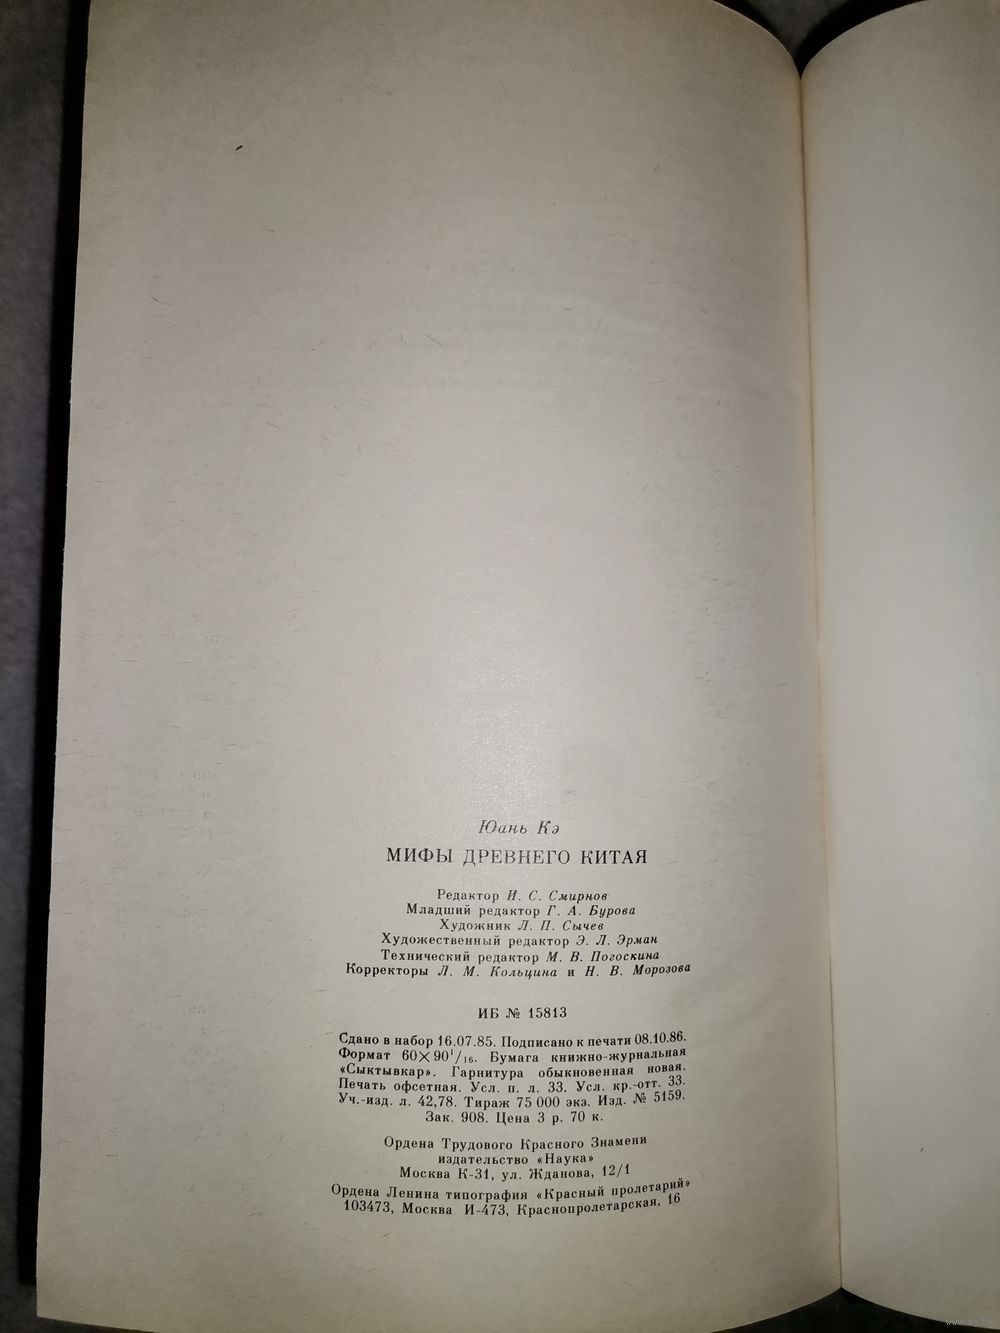 Юань Кэ
МИФЫ ДРЕВНЕГО КИТАЯ
Редактор И. С. Смирнов
Младший редактор Г. А. Бурова
Художник Л. П. Сычев
Художественный редактор Э. Л. Эрман
Технический редактор М. В. Погоскина
Корректоры Л. М. Кольцина и Н. В. Морозова
ИБ № 15813
Сдано в набор 16.07.85. Подписано к печати 08.10.86.
Формат 60×90¹/₁₆. Бумага книжно-журнальная
«Сыктывкар». Гарнитура обыкновенная новая.
Печать офсетная. Усл. п. л. 33. Усл. кр.-отт. 33.
Уч.-изд. л. 42,78. Тираж 75 000 экз. Изд. № 5159.
Зак. 908. Цена 3 р. 70 к.
Ордена Трудового Красного Знамени
издательство «Наука»
Москва К-31, ул. Жданова, 12/1
Ордена Ленина типография «Красный пролетарий»
103473, Москва И-473, Краснопролетарская, 16